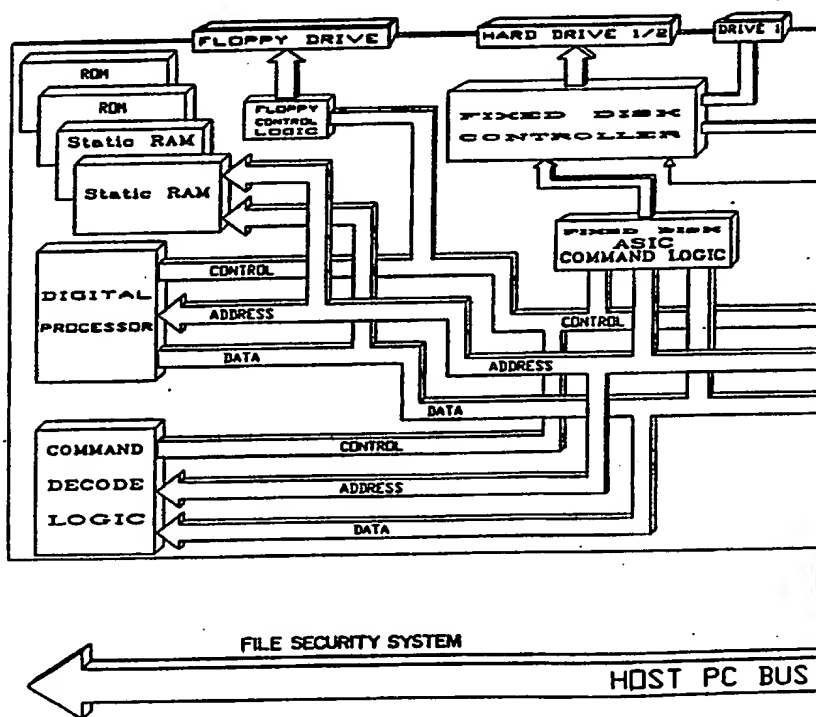 FLOPPY DRIVE
HARD DRIVE 1/2
DRIVE 1
ROM
ROM
Static RAM
Static RAM
FLOPPY
CONTROL
LOGIC
FIXED DISK
CONTROLLER
FIXED DISK
ASIC
COMMAND LOGIC
DIGITAL
PROCESSOR
CONTROL
ADDRESS
DATA
CONTROL
ADDRESS
DATA
COMMAND
DECODE
LOGIC
CONTROL
ADDRESS
DATA
FILE SECURITY SYSTEM
HOST PC BUS